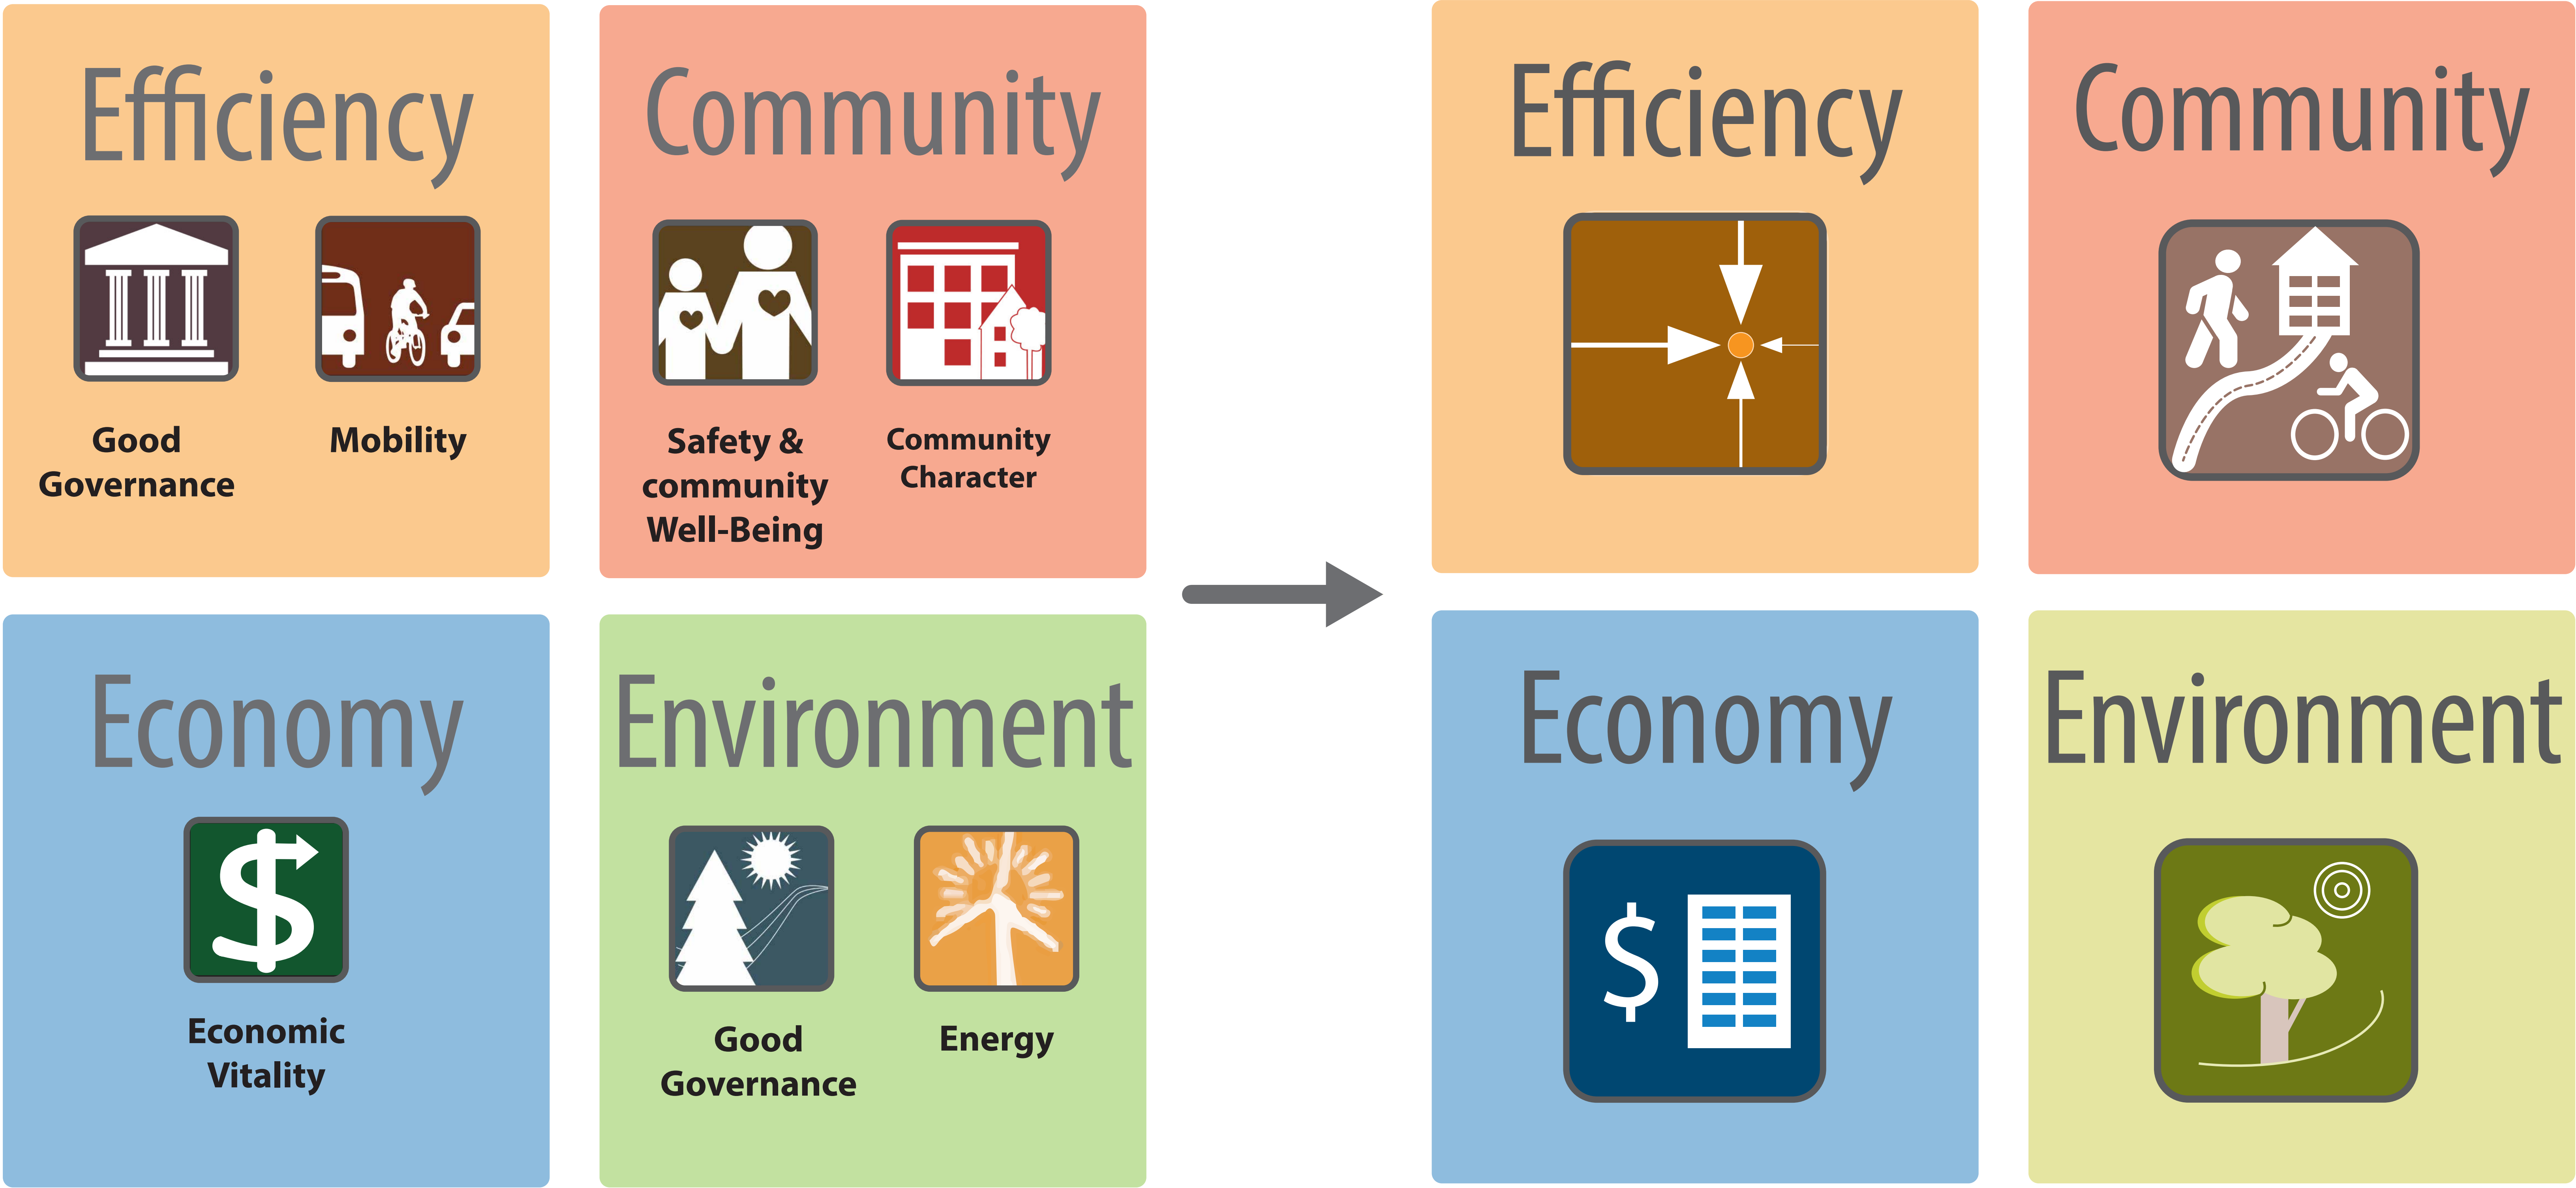 Efficiency
Good
Governance
Mobility
Community
Safety &
community
Well-Being
Community
Character
Economy
$
Economic
Vitality
Environment
Good
Governance
Energy
Efficiency
Community
Economy
$
Environment